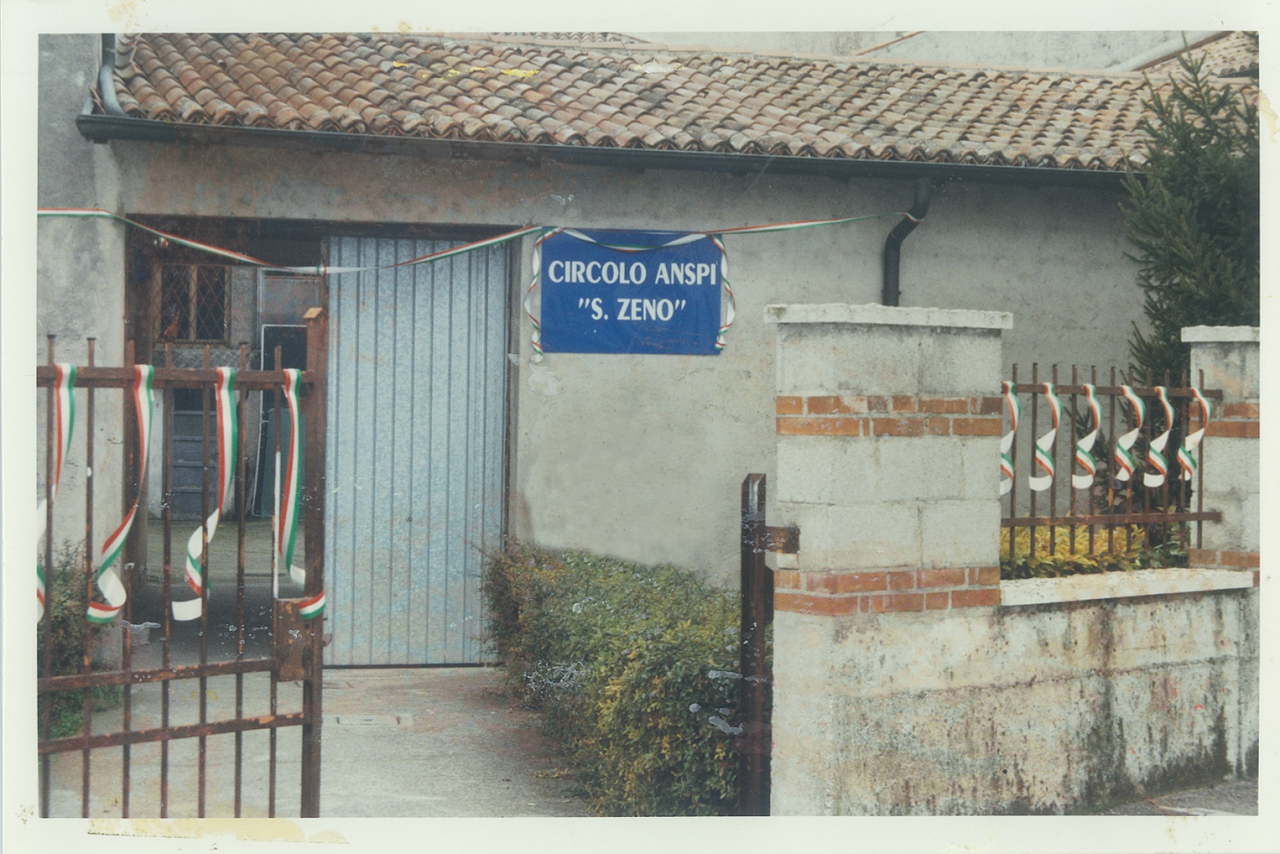 CIRCOLO ANSPI
"S. ZENO"